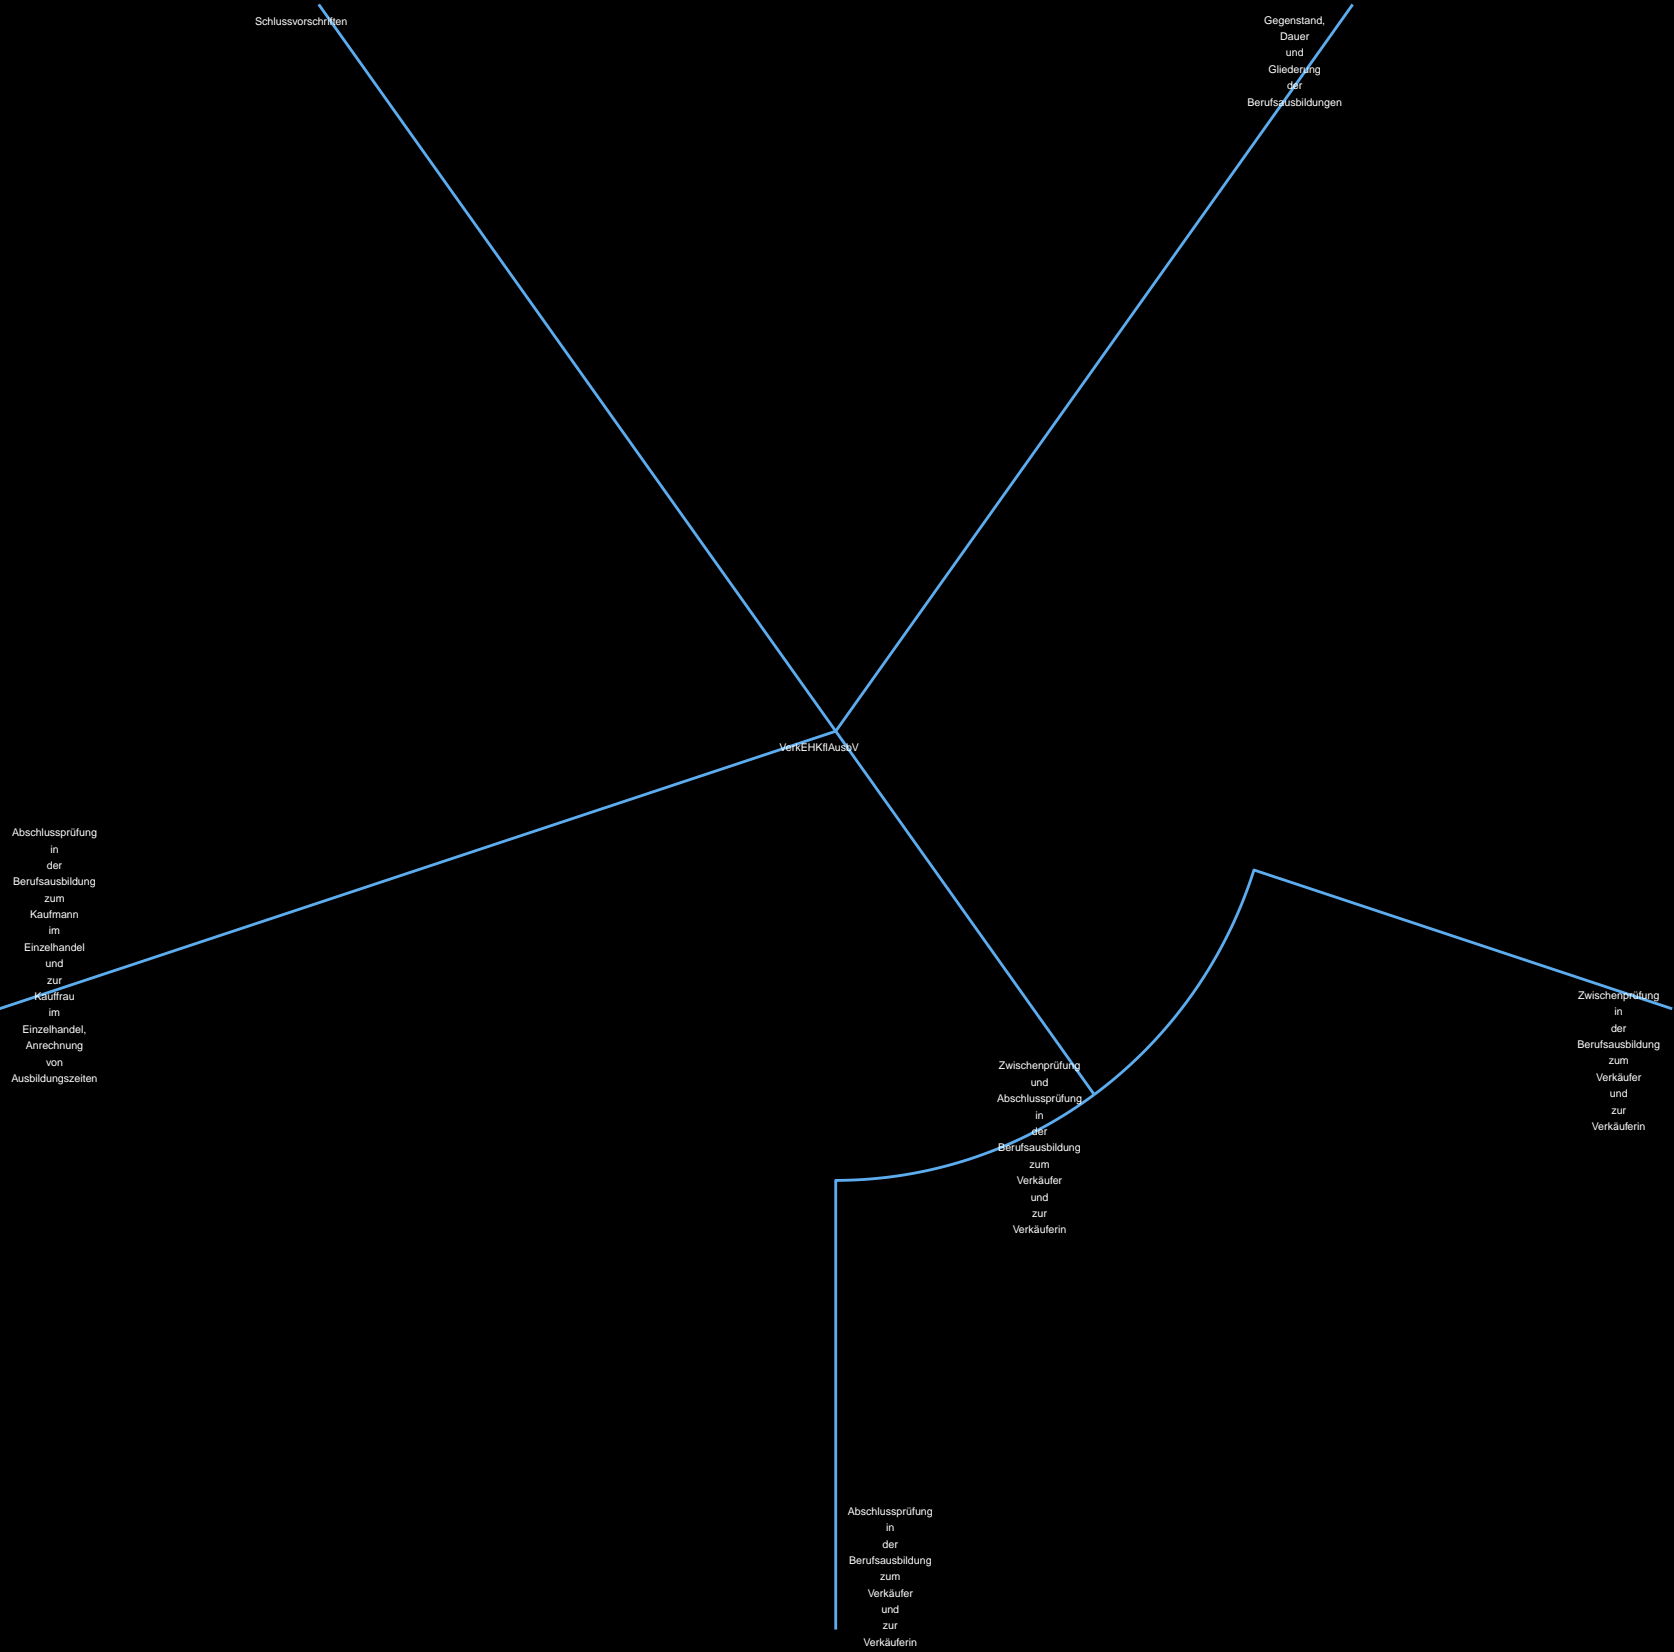 Schlussvorschriften
Gegenstand,
Dauer
und
Gliederung
der
Berufsausbildungen
VerkEHKflAusbV
Abschlussprüfung
in
der
Berufsausbildung
zum
Kaufmann
im
Einzelhandel
und
zur
Kauffrau
im
Einzelhandel,
Anrechnung
von
Ausbildungszeiten
Zwischenprüfung
in
der
Berufsausbildung
zum
Verkäufer
und
zur
Verkäuferin
Zwischenprüfung
und
Abschlussprüfung
in
der
Berufsausbildung
zum
Verkäufer
und
zur
Verkäuferin
Abschlussprüfung
in
der
Berufsausbildung
zum
Verkäufer
und
zur
Verkäuferin